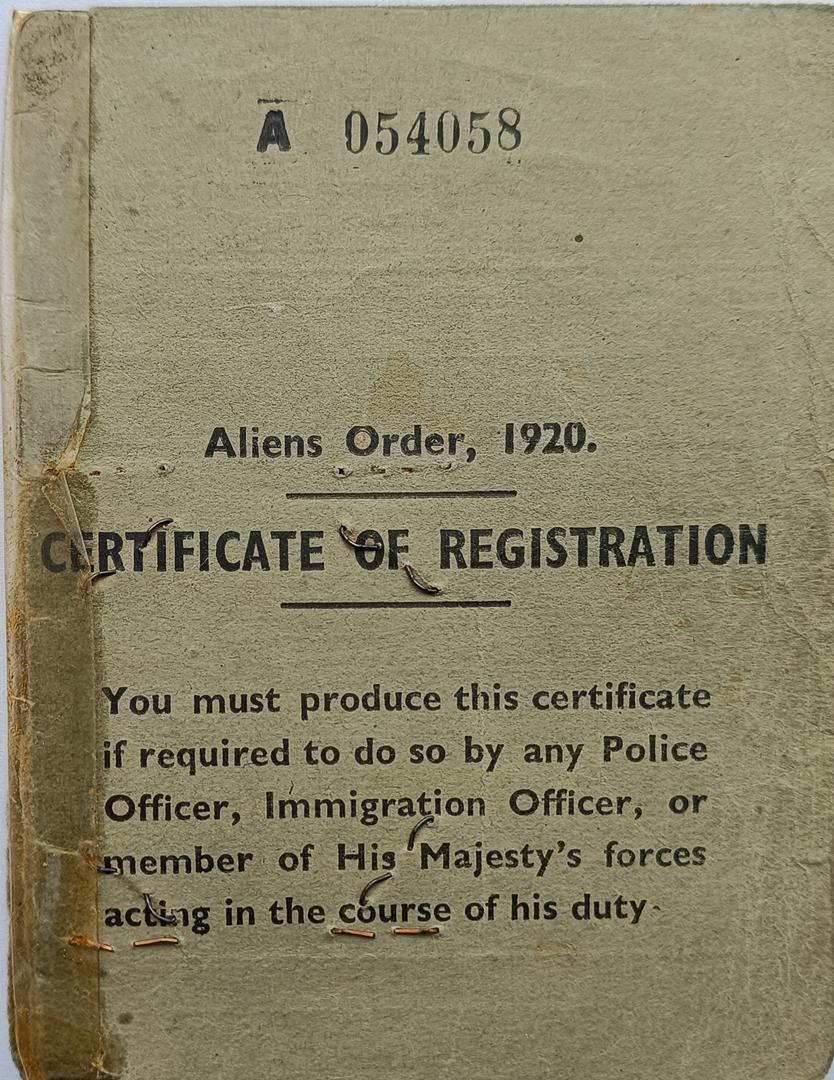 A 054058
Aliens Order, 1920.
CERTIFICATE OF REGISTRATION
You must produce this certificate
if required to do so by any Police
Officer, Immigration Officer, or
member of His Majesty's forces
acting in the course of his duty.